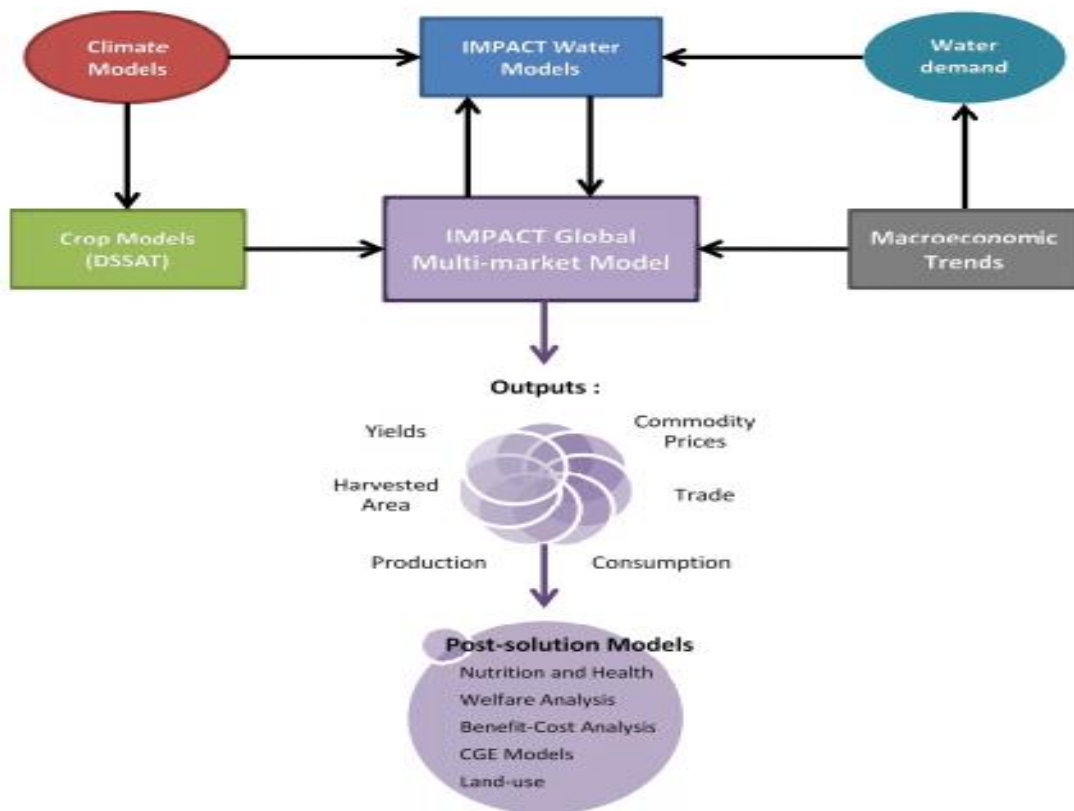 Climate
Models
IMPACT Water
Models
Water
demand
Crop Models
(DSSAT)
IMPACT Global
Multi-market Model
Macroeconomic
Trends
Outputs :
Yields
Commodity
Prices
Harvested
Area
Trade
Production
Consumption
Post-solution Models
Nutrition and Health
Welfare Analysis
Benefit-Cost Analysis
CGE Models
Land-use